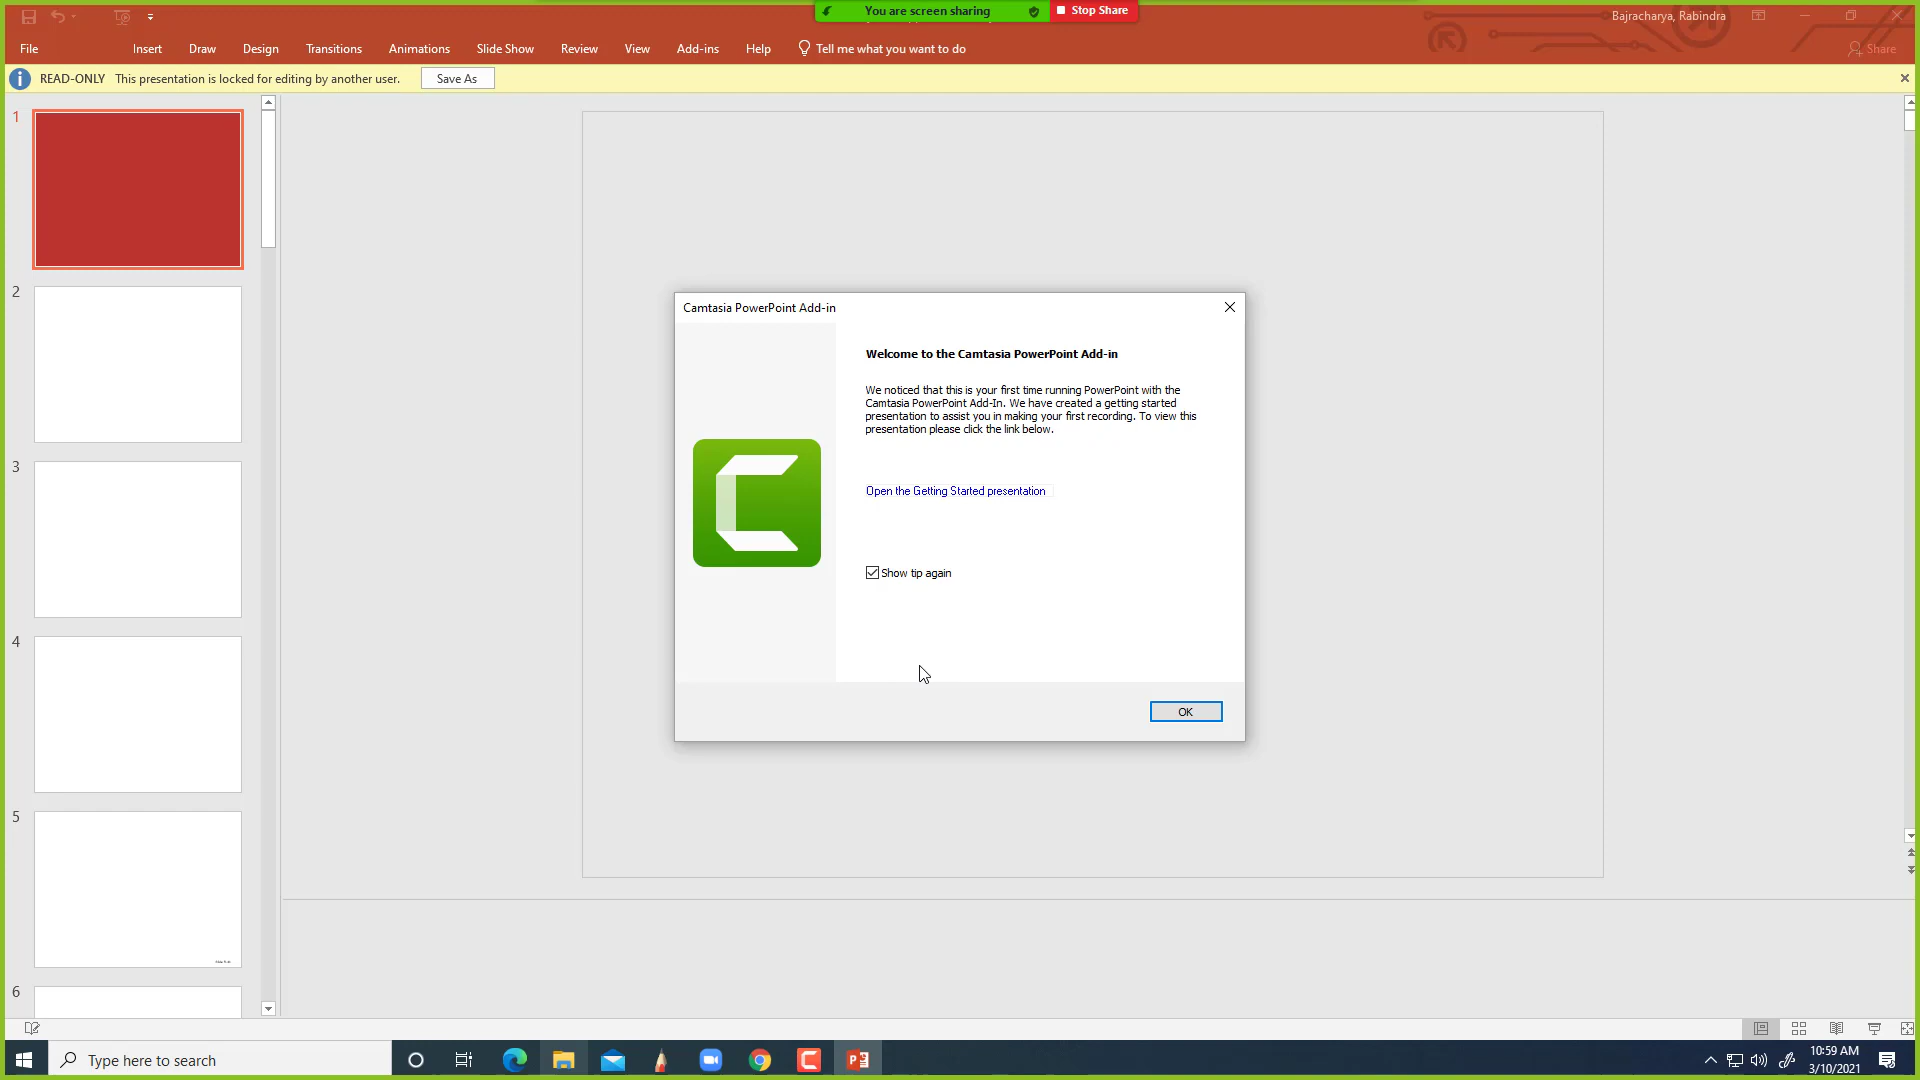 You are screen sharing
Stop Share
Bajracharya, Rabindra
File Insert Draw Design Transitions Animations Slide Show Review View Add-ins Help Tell me what you want to do Share
READ-ONLY This presentation is locked for editing by another user. Save As
1
2
3
4
5
6
Camtasia PowerPoint Add-in
Welcome to the Camtasia PowerPoint Add-in
We noticed that this is your first time running PowerPoint with the
Camtasia PowerPoint Add-In. We have created a getting started
presentation to assist you in making your first recording. To view this
presentation please click the link below.
Open the Getting Started presentation
Show tip again
OK
Type here to search
10:59 AM
3/10/2021